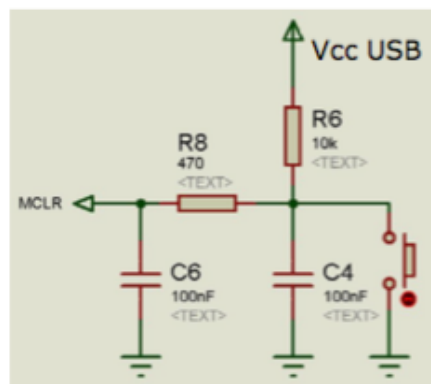 Vcc USB
R6
10k
<TEXT>
R8
470
<TEXT>
MCLR
C6
100nF
<TEXT>
C4
100nF
<TEXT>